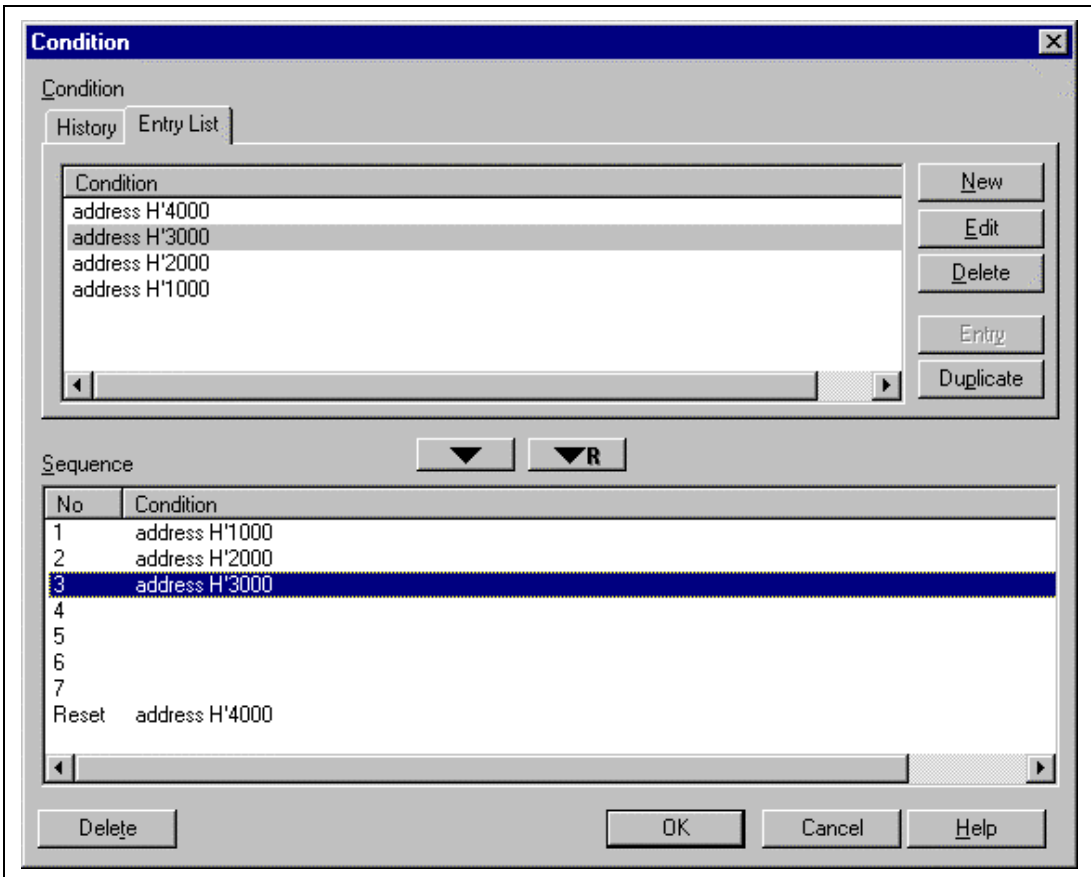 Condition
Condition
History Entry List
Condition
address H'4000
address H'3000
address H'2000
address H'1000
New
Edit
Delete
Entry
Duplicate
R
Sequence
No Condition
1 address H'1000
2 address H'2000
3 address H'3000
4
5
6
7
Reset address H'4000
Delete OK Cancel Help